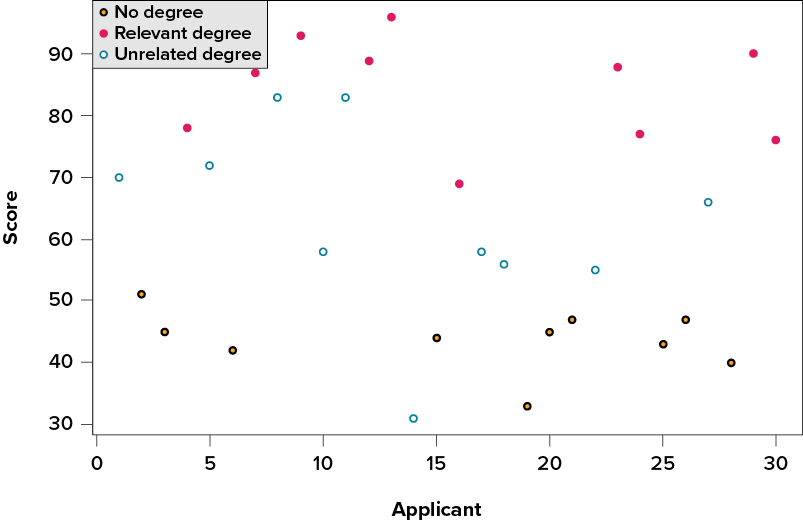 No degree
Relevant degree
Unrelated degree
90
80
70
60
50
40
30
Score
0 5 10 15 20 25 30
Applicant